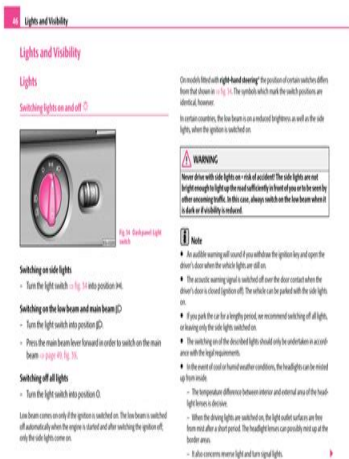 46 Lights and Visibility
Lights and Visibility
Lights
Switching lights on and off
Fig. 34 Dash panel: Light
switch
Switching on side lights
– Turn the light switch ⇒ fig. 34 into position
Switching on the low beam and main beam
– Turn the light switch into position
– Press the main beam lever forward in order to switch on the main
beam ⇒ page 49, fig. 39.
Switching off all lights
– Turn the light switch into position O.
Low beam comes on only if the ignition is switched on. The low beam is switched
off automatically when the engine is started and after switching the ignition off,
only the side lights come on.
On models fitted with right-hand steering* the position of certain switches differs
from that shown in ⇒ fig. 34. The symbols which mark the switch positions are
identical, however.
In certain countries, the low beam is on a reduced brightness as well as the side
lights, when the ignition is switched on.
WARNING
Never drive with side lights on - risk of accident! The side lights are not
bright enough to light up the road sufficiently in front of you or to be seen by
other oncoming traffic. In this case, always switch on the low beam when it
is dark or if visibility is reduced.
Note
• An audible warning will sound if you withdraw the ignition key and open the
driver's door when the vehicle lights are still on.
• The acoustic warning signal is switched off over the door contact when the
driver's door is closed (ignition off). The vehicle can be parked with the side lights
on.
• If you park the car for a lengthy period, we recommend switching off all lights,
or leaving only the side lights switched on.
• The switching on of the described lights should only be undertaken in accord-
ance with the legal requirements.
• In the event of cool or humid weather conditions, the headlights can be misted
up from inside.
– The temperature difference between interior and external area of the head-
light lenses is decisive.
– When the driving lights are switched on, the light outlet surfaces are free
from mist after a short period. The headlight lenses can possibly mist up at the
border areas.
– It also concerns reverse light and turn signal lights.